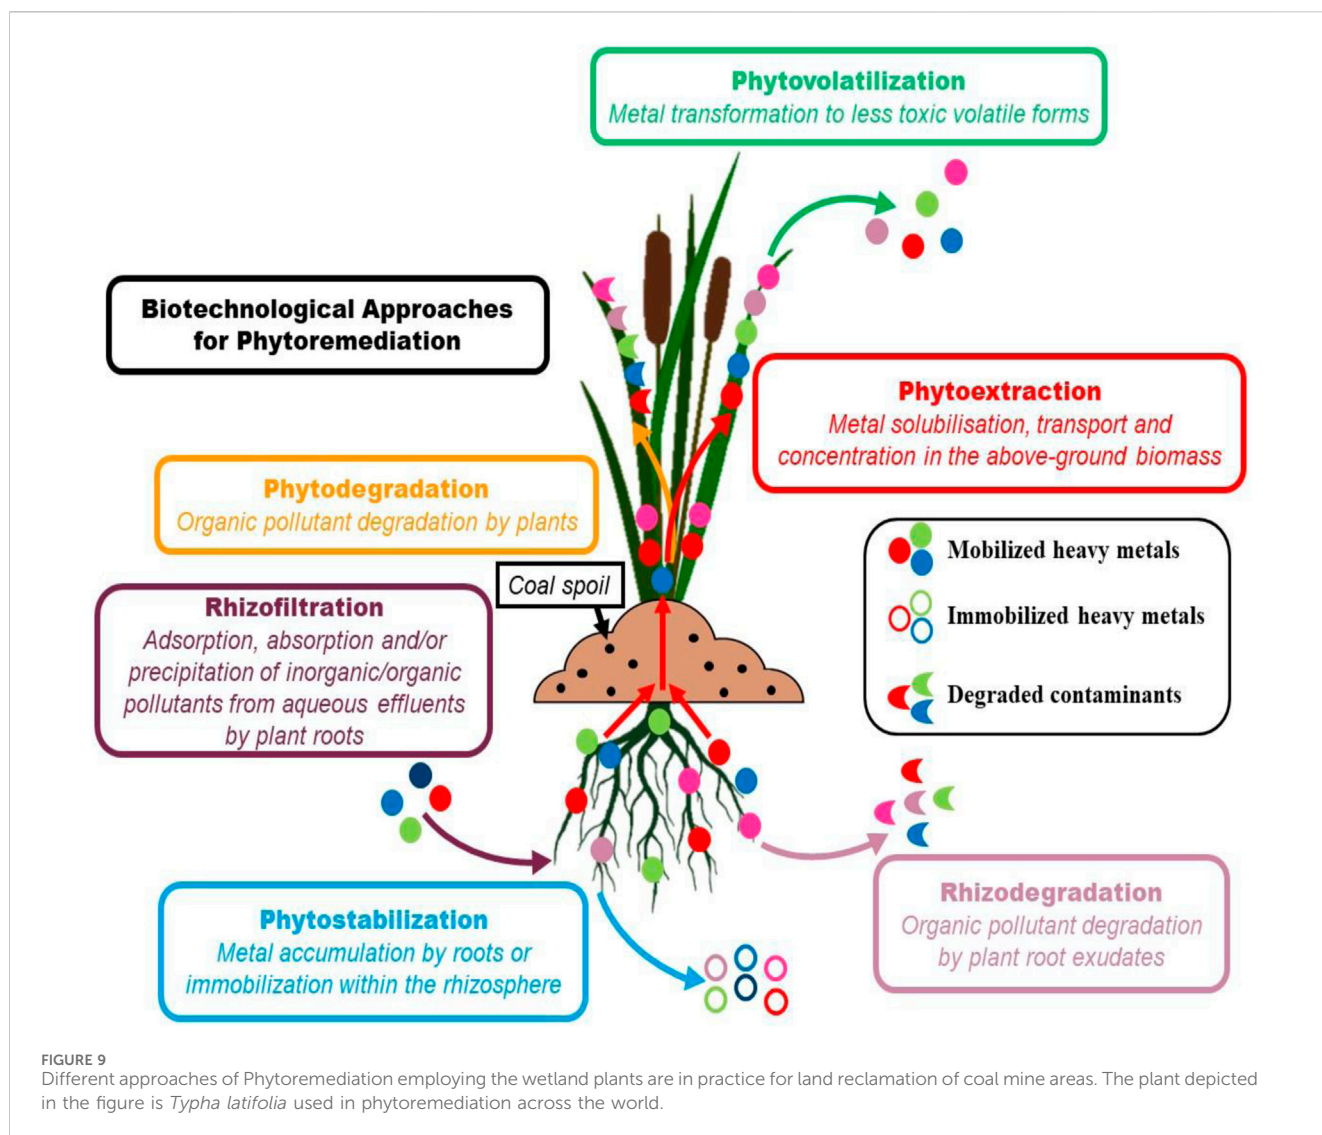 Phytovolatilization
Metal transformation to less toxic volatile forms
Biotechnological Approaches
for Phytoremediation
Phytoextraction
Metal solubilisation, transport and
concentration in the above-ground biomass
Phytodegradation
Organic pollutant degradation by plants
Mobilized heavy metals
Immobilized heavy metals
Degraded contaminants
Coal spoil
Rhizofiltration
Adsorption, absorption and/or
precipitation of inorganic/organic
pollutants from aqueous effluents
by plant roots
Phytostabilization
Metal accumulation by roots or
immobilization within the rhizosphere
Rhizodegradation
Organic pollutant degradation
by plant root exudates
FIGURE 9
Different approaches of Phytoremediation employing the wetland plants are in practice for land reclamation of coal mine areas. The plant depicted
in the figure is Typha latifolia used in phytoremediation across the world.